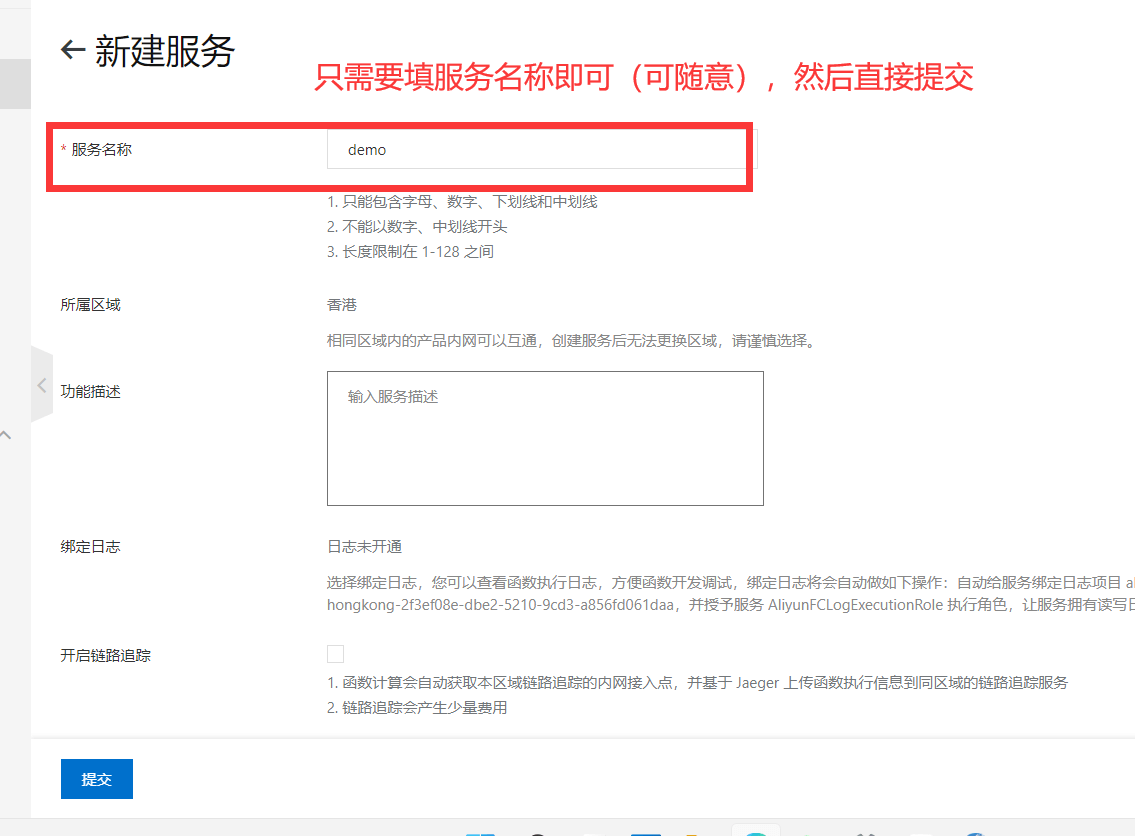 新建服务
只需要填服务名称即可（可随意），然后直接提交
* 服务名称
demo
1. 只能包含字母、数字、下划线和中划线
2. 不能以数字、中划线开头
3. 长度限制在 1-128 之间
所属区域
香港
相同区域内的产品内网可以互通，创建服务后无法更换区域，请谨慎选择。
功能描述
输入服务描述
绑定日志
日志未开通
选择绑定日志，您可以查看函数执行日志，方便函数开发调试，绑定日志将会自动做如下操作：自动给服务绑定日志项目
hongkong-2f3ef08e-dbe2-5210-9cd3-a856fd061daa，并授予服务 AliyunFCLogExecutionRole 执行角色，让服务拥有读写日
开启链路追踪
1. 函数计算会自动获取本区域链路追踪的内网接入点，并基于 Jaeger 上传函数执行信息到同区域的链路追踪服务
2. 链路追踪会产生少量费用
提交